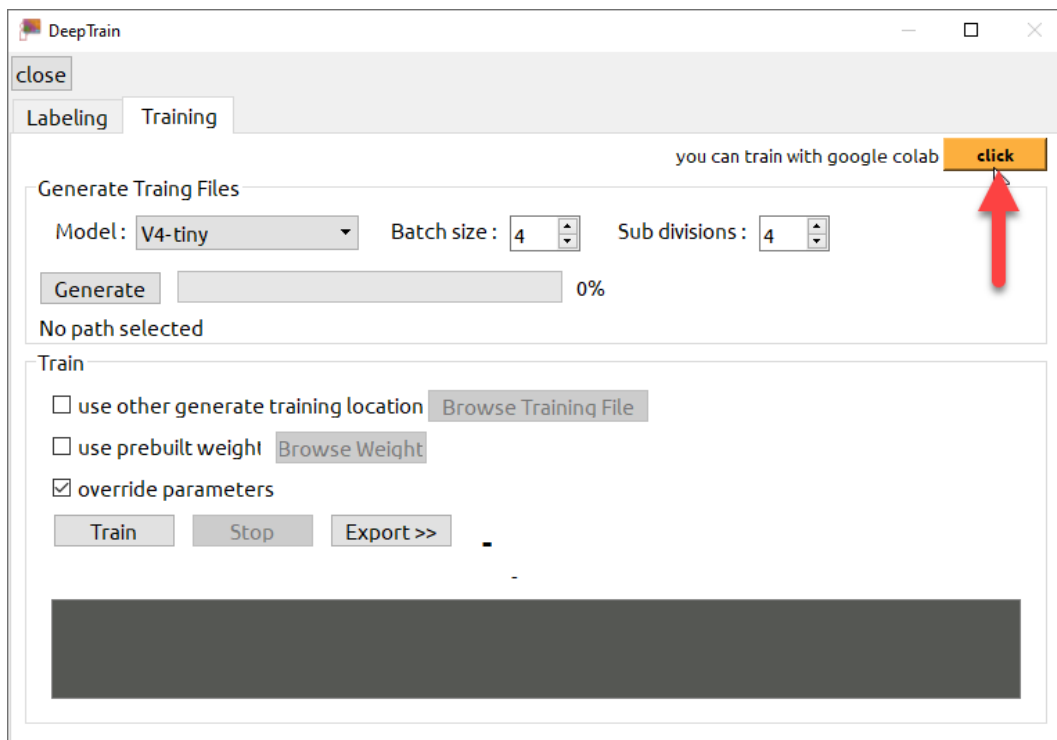 DeepTrain
close
Labeling Training
you can train with google colab click
Generate Traing Files
Model : V4-tiny Batch size : 4 Sub divisions : 4
Generate 0%
No path selected
Train
use other generate training location Browse Training File
use prebuilt weight Browse Weight
override parameters
Train Stop Export >> -
-